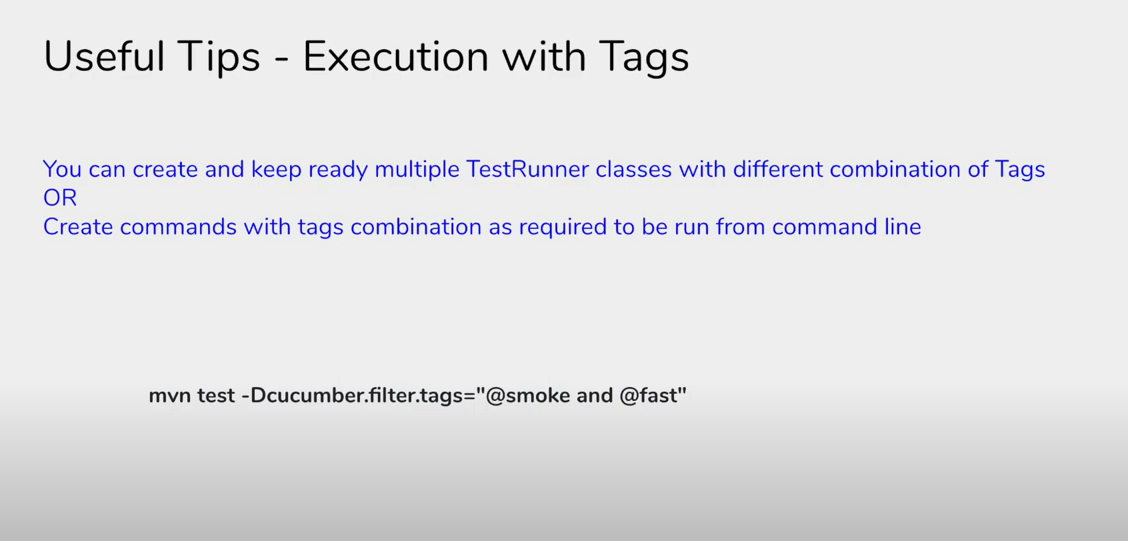 Useful Tips - Execution with Tags
You can create and keep ready multiple TestRunner classes with different combination of Tags
OR
Create commands with tags combination as required to be run from command line
mvn test -Dcucumber.filter.tags="@smoke and @fast"